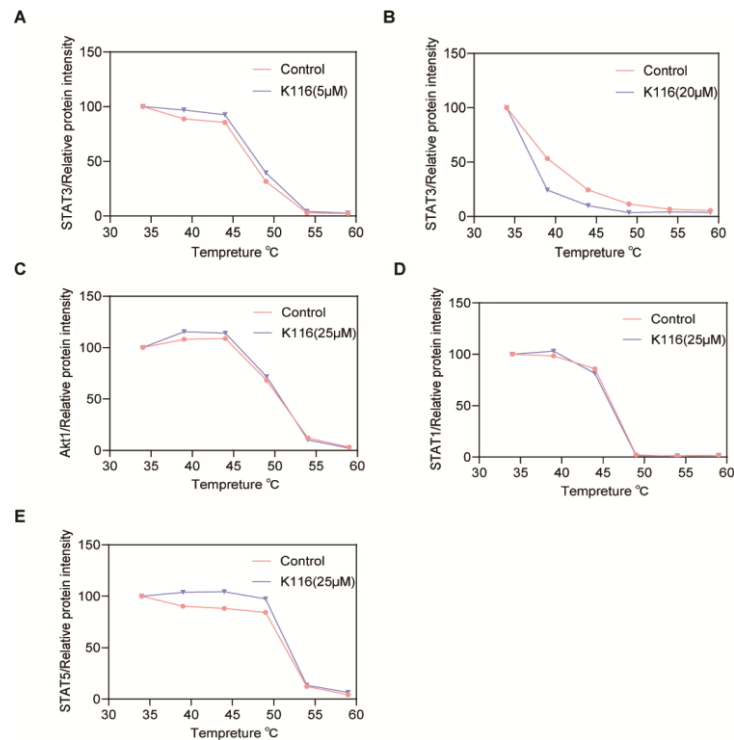 A
STAT3/Relative protein intensity
150
100
50
0
30 35 40 45 50 55 60
Tempreture °C
Control
K116(5μM)
B
STAT3/Relative protein intensity
150
100
50
0
30 35 40 45 50 55 60
Tempreture °C
Control
K116(20μM)
C
Akt1/Relative protein intensity
150
100
50
0
30 35 40 45 50 55 60
Tempreture °C
Control
K116(25μM)
D
STAT1/Relative protein intensity
150
100
50
0
30 35 40 45 50 55 60
Tempreture °C
Control
K116(25μM)
E
STAT5/Relative protein intensity
150
100
50
0
30 35 40 45 50 55 60
Tempreture °C
Control
K116(25μM)